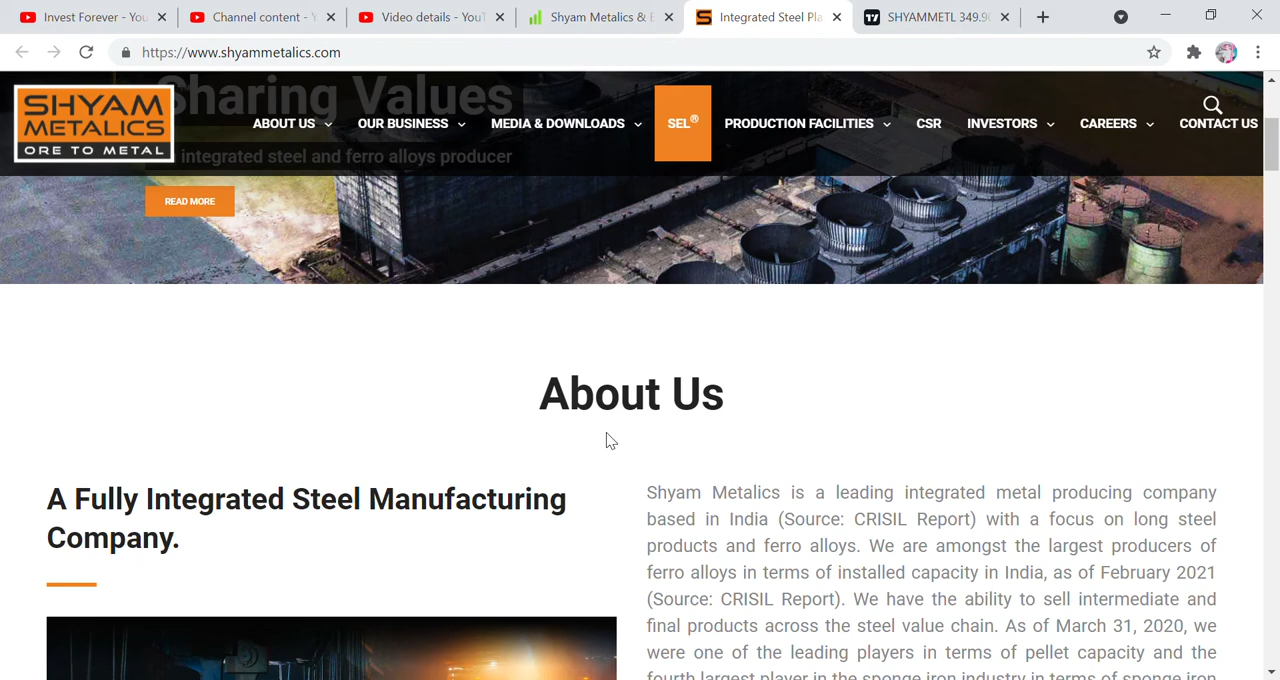 Invest Forever - You
Channel content - Y
Video details - YouT
Shyam Metalics & E
Integrated Steel Pla
SHYAMMETL 349.90
https://www.shyammetalics.com
Sharing Values
SHYAM
METALICS
ORE TO METAL
ABOUT US
OUR BUSINESS
MEDIA & DOWNLOADS
SEL®
PRODUCTION FACILITIES
CSR
INVESTORS
CAREERS
CONTACT US
integrated steel and ferro alloys producer
READ MORE
About Us
A Fully Integrated Steel Manufacturing
Company.
Shyam Metalics is a leading integrated metal producing company
based in India (Source: CRISIL Report) with a focus on long steel
products and ferro alloys. We are amongst the largest producers of
ferro alloys in terms of installed capacity in India, as of February 2021
(Source: CRISIL Report). We have the ability to sell intermediate and
final products across the steel value chain. As of March 31, 2020, we
were one of the leading players in terms of pellet capacity and the
fourth largest player in the sponge iron industry in terms of sponge iron